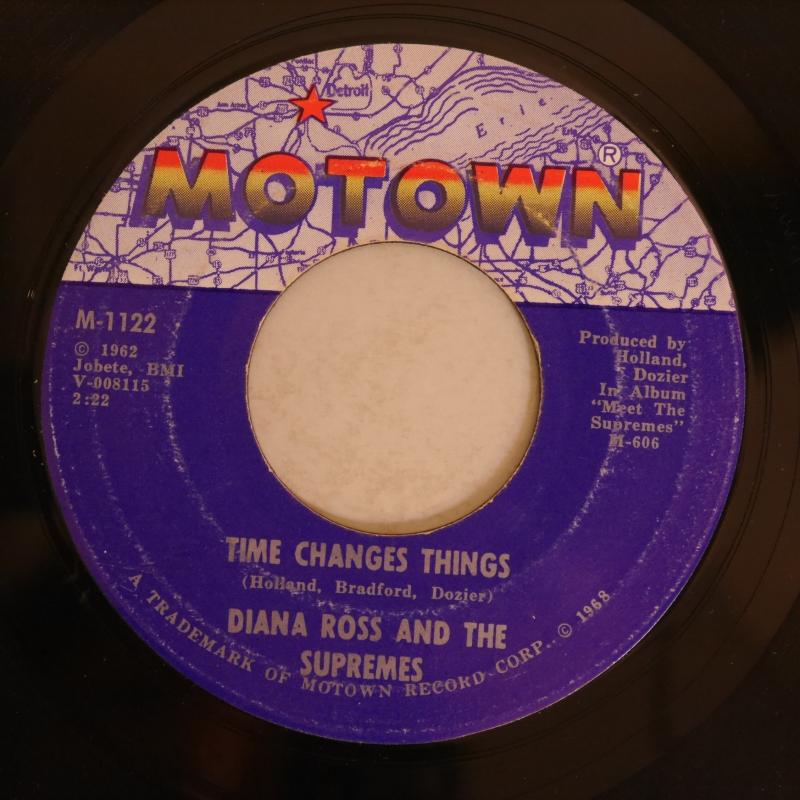 Detroit
Erie
MOTOWN®
M-1122
© 1962
Jobete, BMI
V-008115
2:22
Produced by
Holland,
Dozier
In Album
"Meet The
Supremes"
M-606
TIME CHANGES THINGS
(Holland, Bradford, Dozier)
DIANA ROSS AND THE
SUPREMES
A TRADEMARK OF MOTOWN RECORD CORP. © 1968